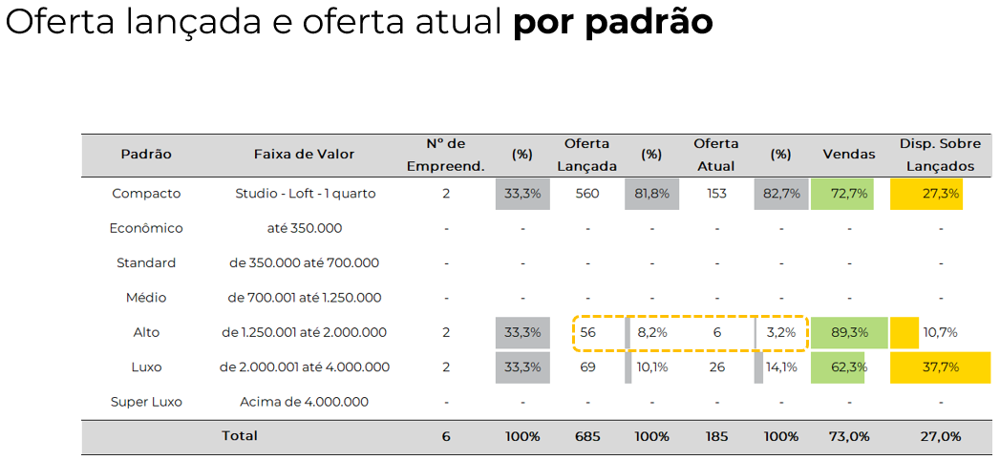 Oferta lançada e oferta atual por padrão
Padrão Faixa de Valor Nº de Empreend. (%) Oferta Lançada (%) Oferta Atual (%) Vendas Disp. Sobre Lançados
Compacto Studio - Loft - 1 quarto 2 33,3% 560 81,8% 153 82,7% 72,7% 27,3%
Econômico até 350.000 - - - - - - - -
Standard de 350.000 até 700.000 - - - - - - - -
Médio de 700.001 até 1.250.000 - - - - - - - -
Alto de 1.250.001 até 2.000.000 2 33,3% 56 8,2% 6 3,2% 89,3% 10,7%
Luxo de 2.000.001 até 4.000.000 2 33,3% 69 10,1% 26 14,1% 62,3% 37,7%
Super Luxo Acima de 4.000.000 - - - - - - - -
Total 6 100% 685 100% 185 100% 73,0% 27,0%